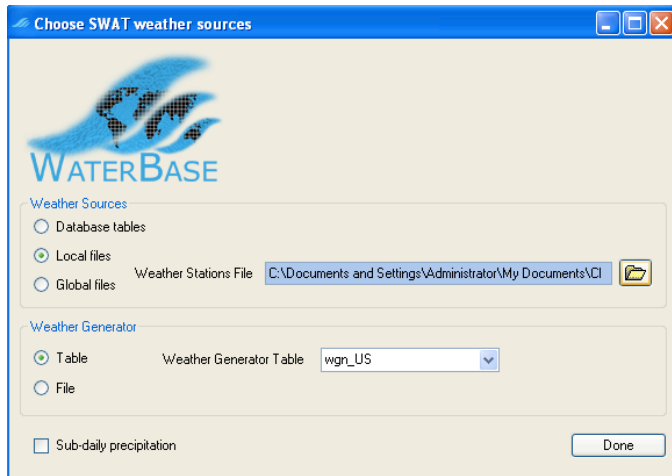 Choose SWAT weather sources
WATERBASE
Weather Sources
Database tables
Local files
Weather Stations File C:\Documents and Settings\Administrator\My Documents\Cl
Global files
Weather Generator
Table Weather Generator Table wgn_US
File
Sub-daily precipitation Done